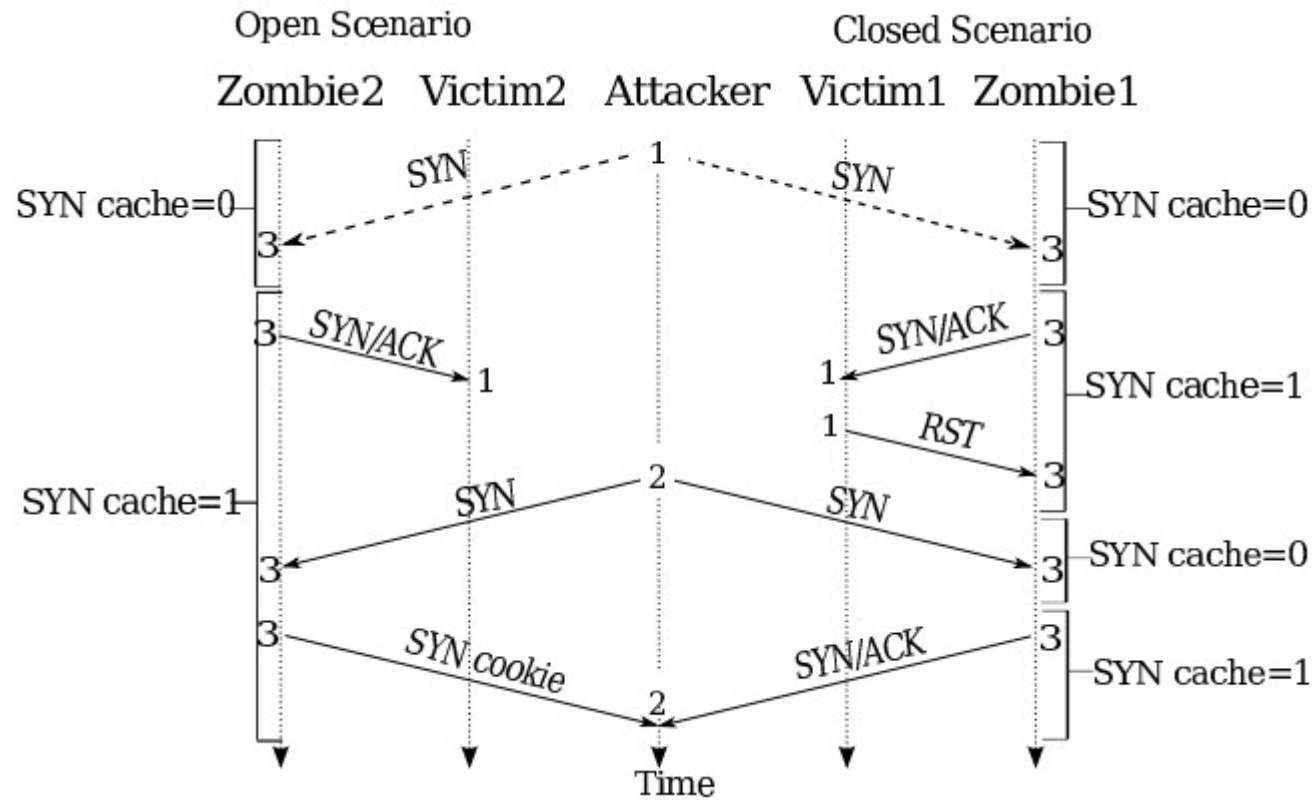 Open Scenario
Closed Scenario
Zombie2 Victim2 Attacker Victim1 Zombie1
1
SYN
SYN
SYN cache=0
SYN cache=0
3
3
3
SYN/ACK
SYN/ACK
3
1
1
SYN cache=1
1
RST
3
2
SYN cache=1
SYN
SYN
3
3
SYN cache=0
3
SYN cookie
SYN/ACK
3
SYN cache=1
2
Time